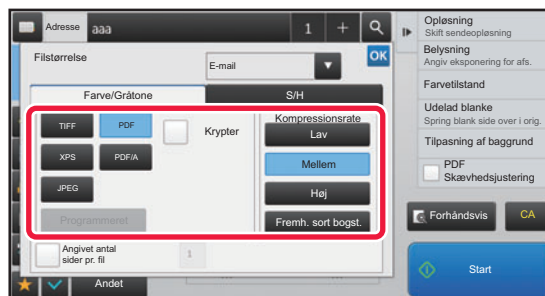 Adresse
aaa
1
+
Filstørrelse
E-mail
OK
Farve/Gråtone
S/H
TIFF
PDF
Krypter
Kompressionsrate
Lav
XPS
PDF/A
Mellem
JPEG
Høj
Programmeret
Fremh. sort bogst.
Angivet antal
sider pr. fil
1
Andet
Opløsning
Skift sendeopløsning
Belysning
Angiv eksponering for afs.
Farvetilstand
Udelad blanke
Spring blank side over i orig.
Tilpasning af baggrund
PDF
Skævhedsjustering
Forhåndsvis
CA
Start